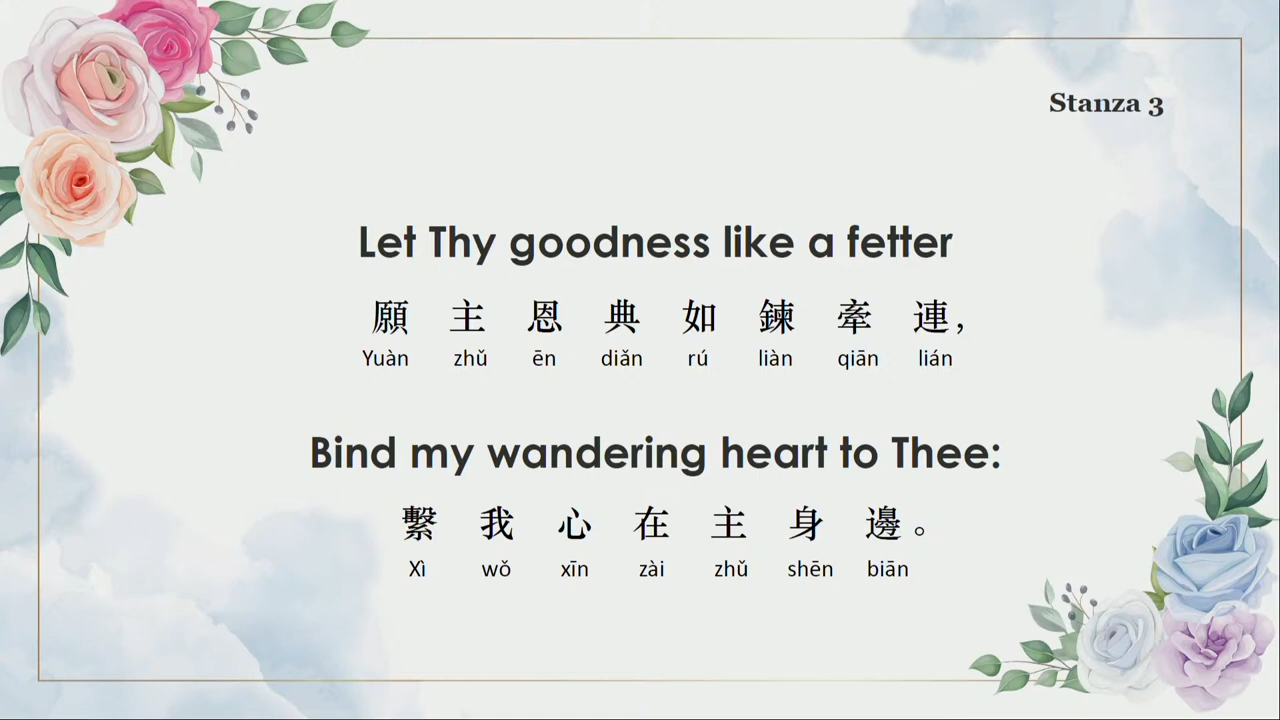 Stanza 3
Let Thy goodness like a fetter
願 主 恩 典 如 鍊 牽 連，
Yuàn zhǔ ēn diǎn rú liàn qiān lián
Bind my wandering heart to Thee:
繫 我 心 在 主 身 邊。
Xì wǒ xīn zài zhǔ shēn biān